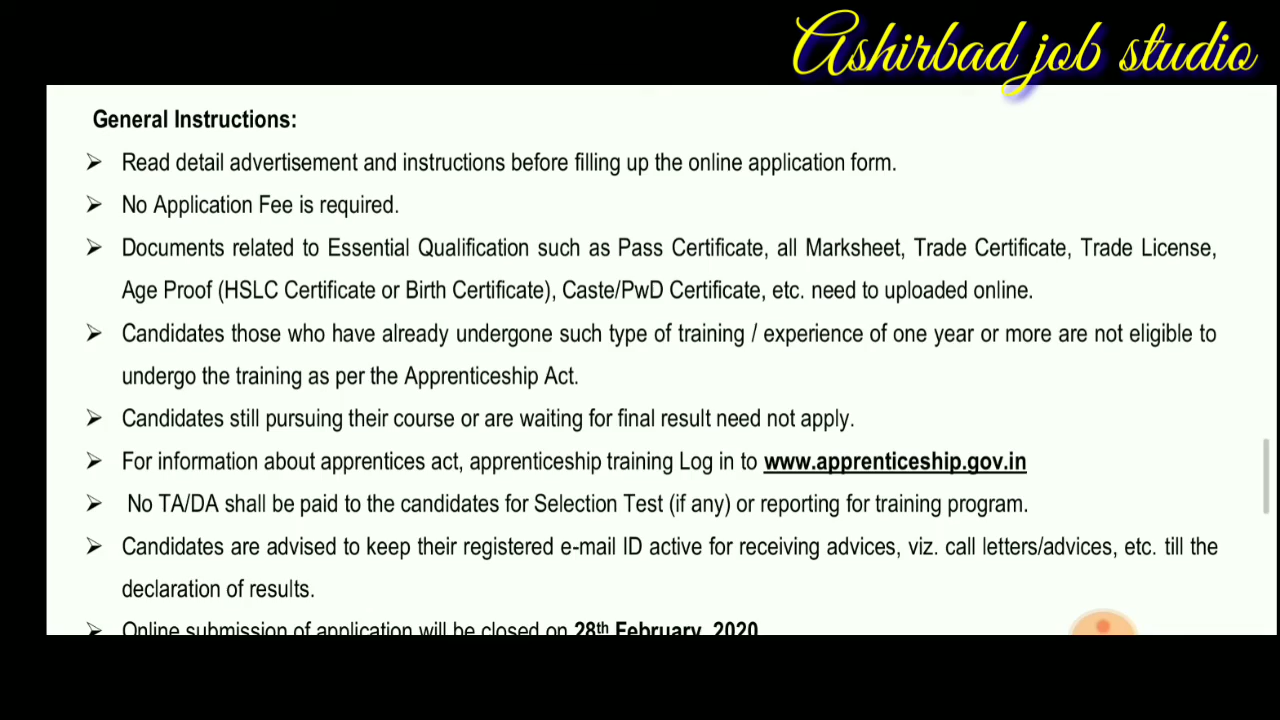 Ashirbad job studio
General Instructions:
➢ Read detail advertisement and instructions before filling up the online application form.
➢ No Application Fee is required.
➢ Documents related to Essential Qualification such as Pass Certificate, all Marksheet, Trade Certificate, Trade License,
Age Proof (HSLC Certificate or Birth Certificate), Caste/PwD Certificate, etc. need to uploaded online.
➢ Candidates those who have already undergone such type of training / experience of one year or more are not eligible to
undergo the training as per the Apprenticeship Act.
➢ Candidates still pursuing their course or are waiting for final result need not apply.
➢ For information about apprentices act, apprenticeship training Log in to www.apprenticeship.gov.in
➢ No TA/DA shall be paid to the candidates for Selection Test (if any) or reporting for training program.
➢ Candidates are advised to keep their registered e-mail ID active for receiving advices, viz. call letters/advices, etc. till the
declaration of results.
➢ Online submission of application will be closed on 28th February, 2020